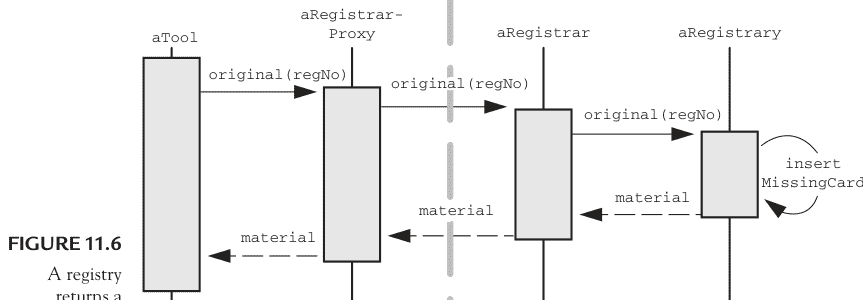 aRegistrar-
Proxy
aTool
aRegistrar
aRegistrary
original(regNo)
original(regNo)
original(regNo)
insert
MissingCard
material
material
material
FIGURE 11.6
A registry
returns a